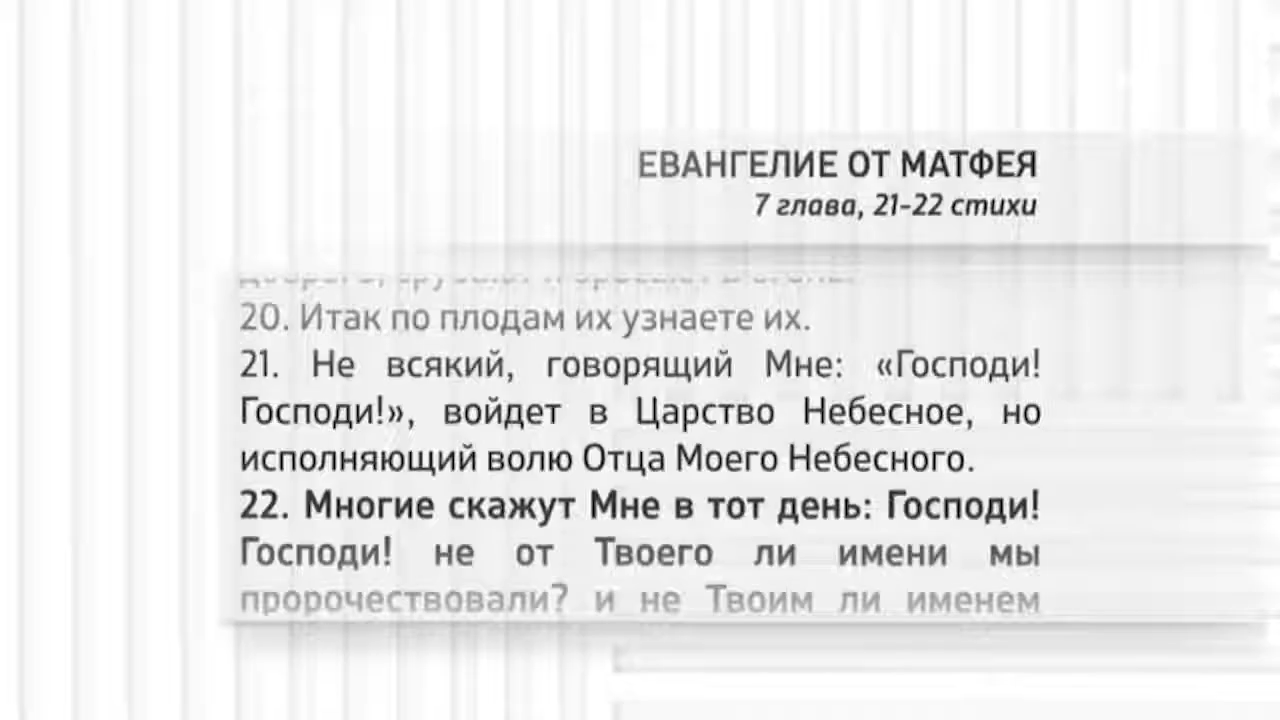 ЕВАНГЕЛИЕ ОТ МАТФЕЯ
7 глава, 21-22 стихи
20. Итак по плодам их узнаете их.
21. Не всякий, говорящий Мне: «Господи!
Господи!», войдет в Царство Небесное, но
исполняющий волю Отца Моего Небесного.
22. Многие скажут Мне в тот день: Господи!
Господи! не от Твоего ли имени мы
пророчествовали? и не Твоим ли именем